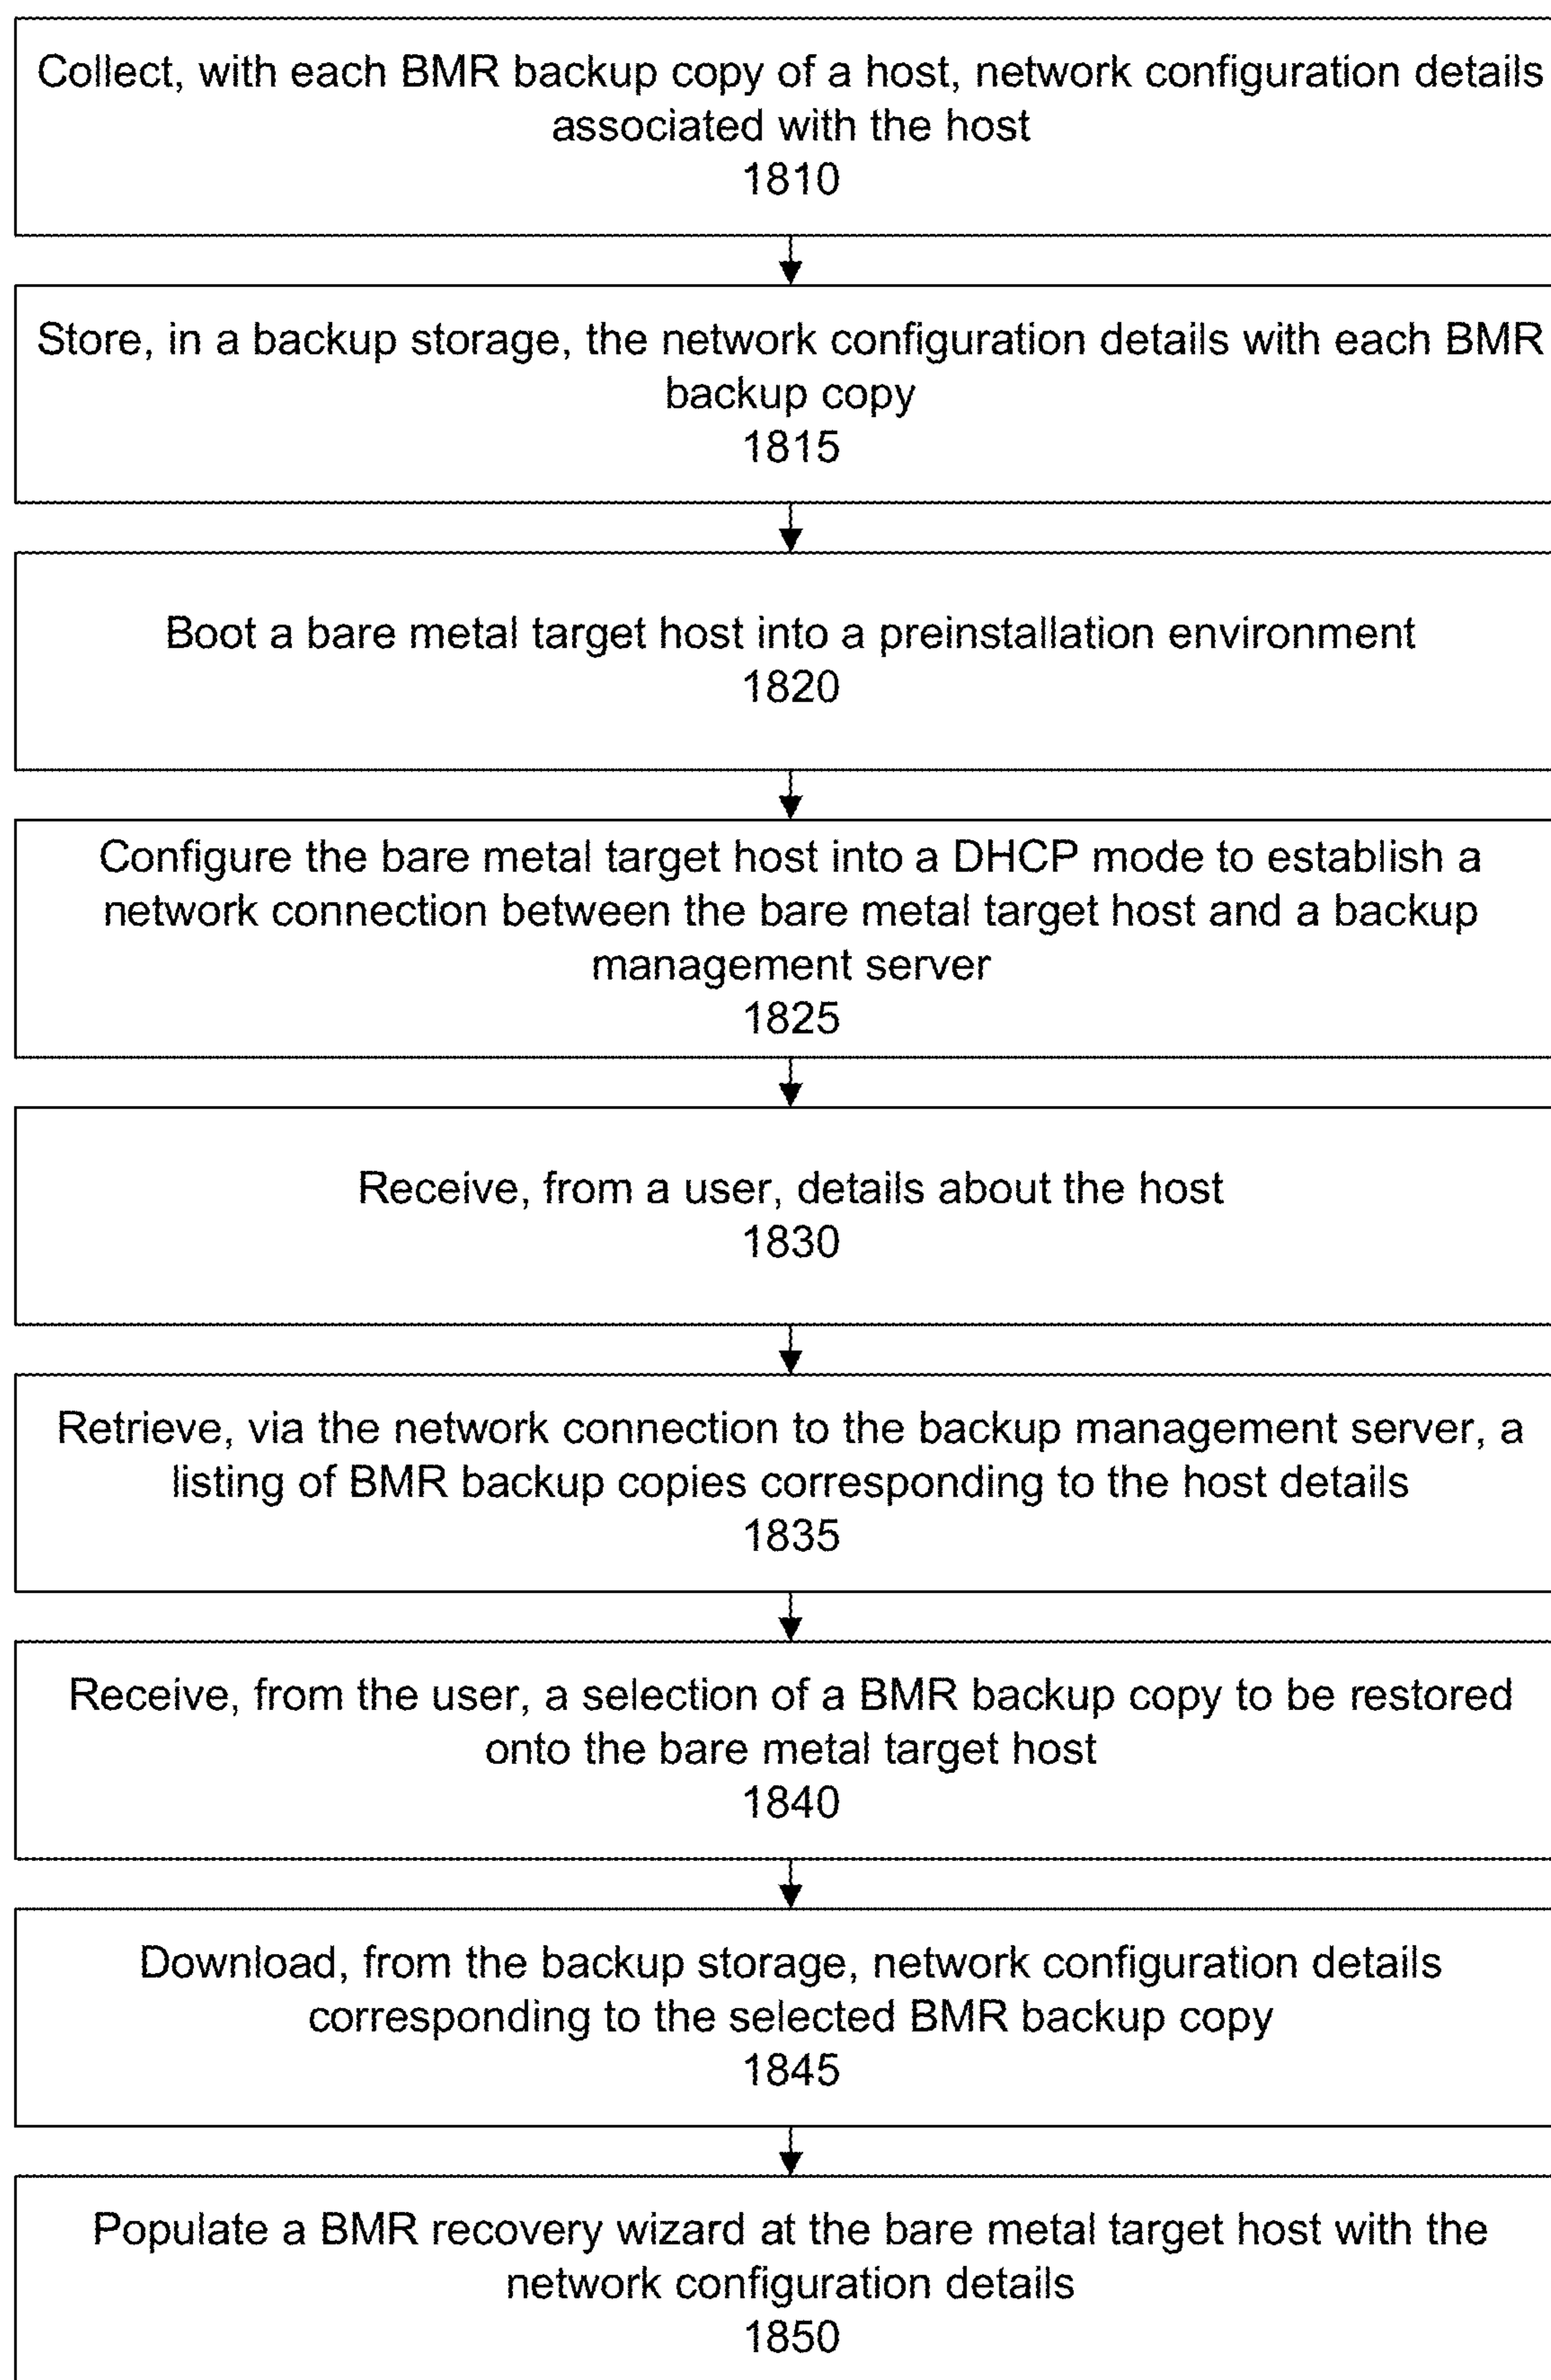 Collect, with each BMR backup copy of a host, network configuration details
associated with the host
1810
Store, in a backup storage, the network configuration details with each BMR
backup copy
1815
Boot a bare metal target host into a preinstallation environment
1820
Configure the bare metal target host into a DHCP mode to establish a
network connection between the bare metal target host and a backup
management server
1825
Receive, from a user, details about the host
1830
Retrieve, via the network connection to the backup management server, a
listing of BMR backup copies corresponding to the host details
1835
Receive, from the user, a selection of a BMR backup copy to be restored
onto the bare metal target host
1840
Download, from the backup storage, network configuration details
corresponding to the selected BMR backup copy
1845
Populate a BMR recovery wizard at the bare metal target host with the
network configuration details
1850